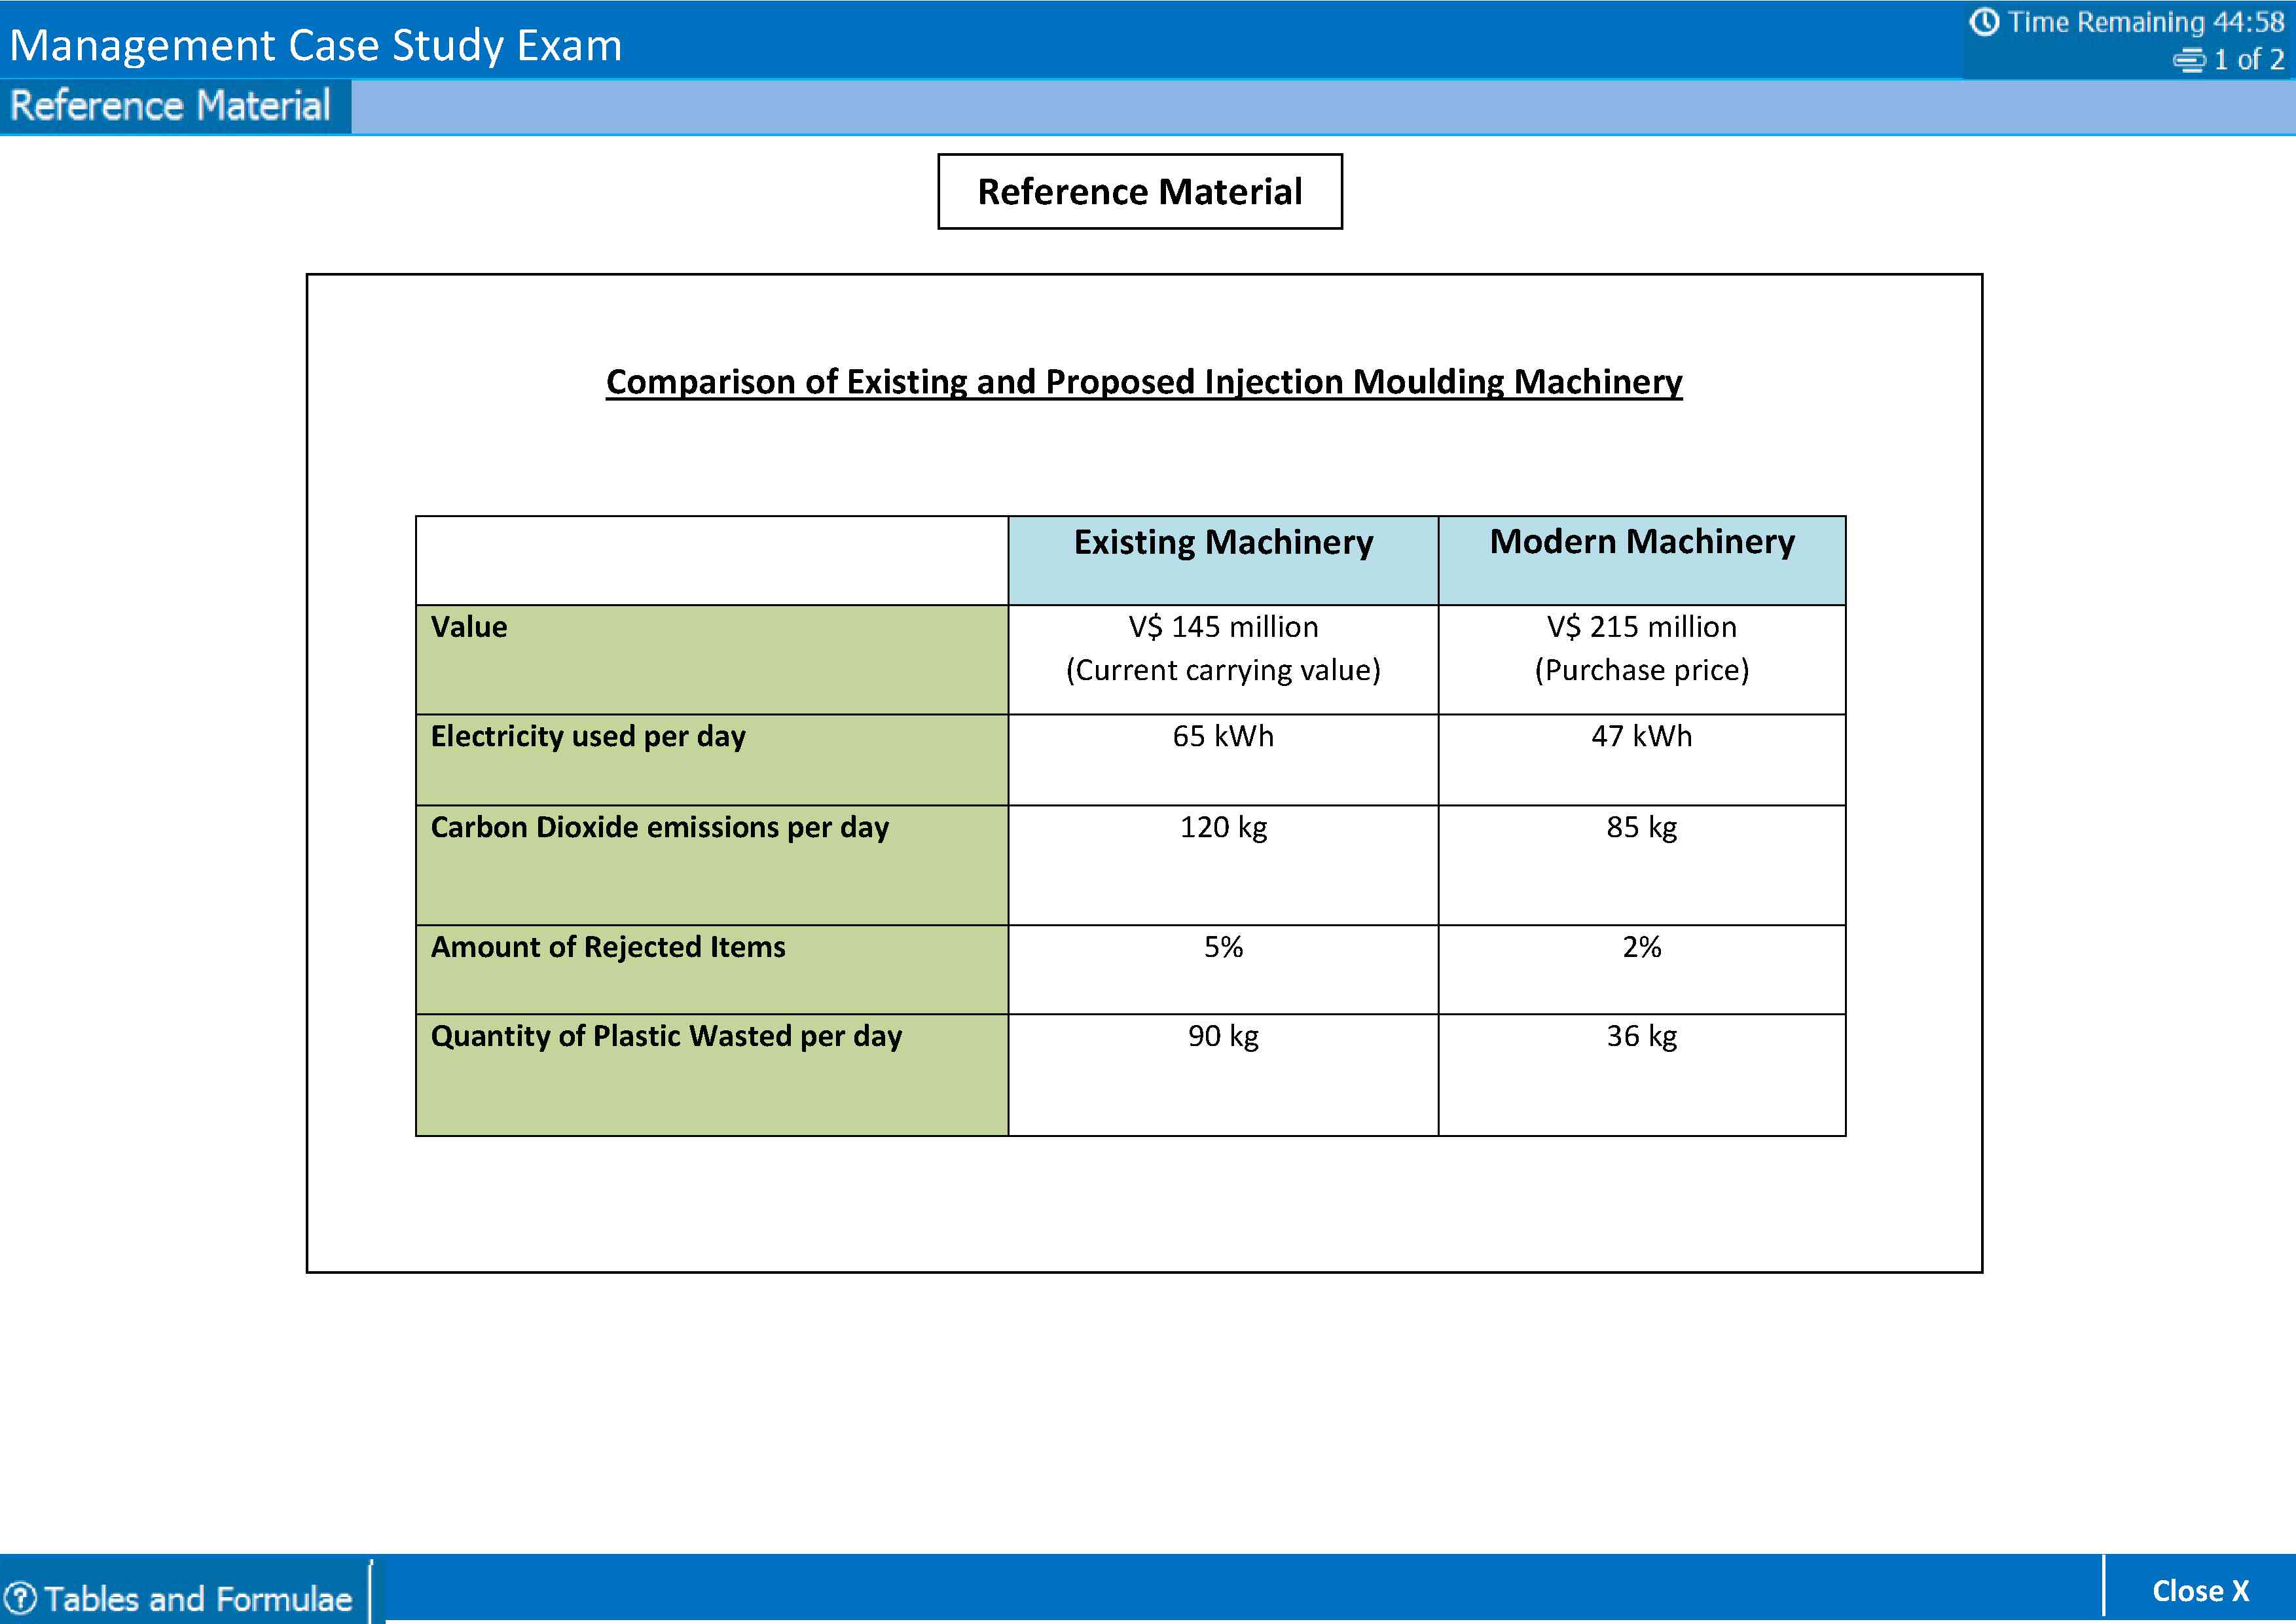 Management Case Study Exam
Time Remaining 44:58
1 of 2
Reference Material
Reference Material
Comparison of Existing and Proposed Injection Moulding Machinery
Existing Machinery Modern Machinery
Value V$ 145 million V$ 215 million
(Current carrying value) (Purchase price)
Electricity used per day 65 kWh 47 kWh
Carbon Dioxide emissions per day 120 kg 85 kg
Amount of Rejected Items 5% 2%
Quantity of Plastic Wasted per day 90 kg 36 kg
? Tables and Formulae
Close X